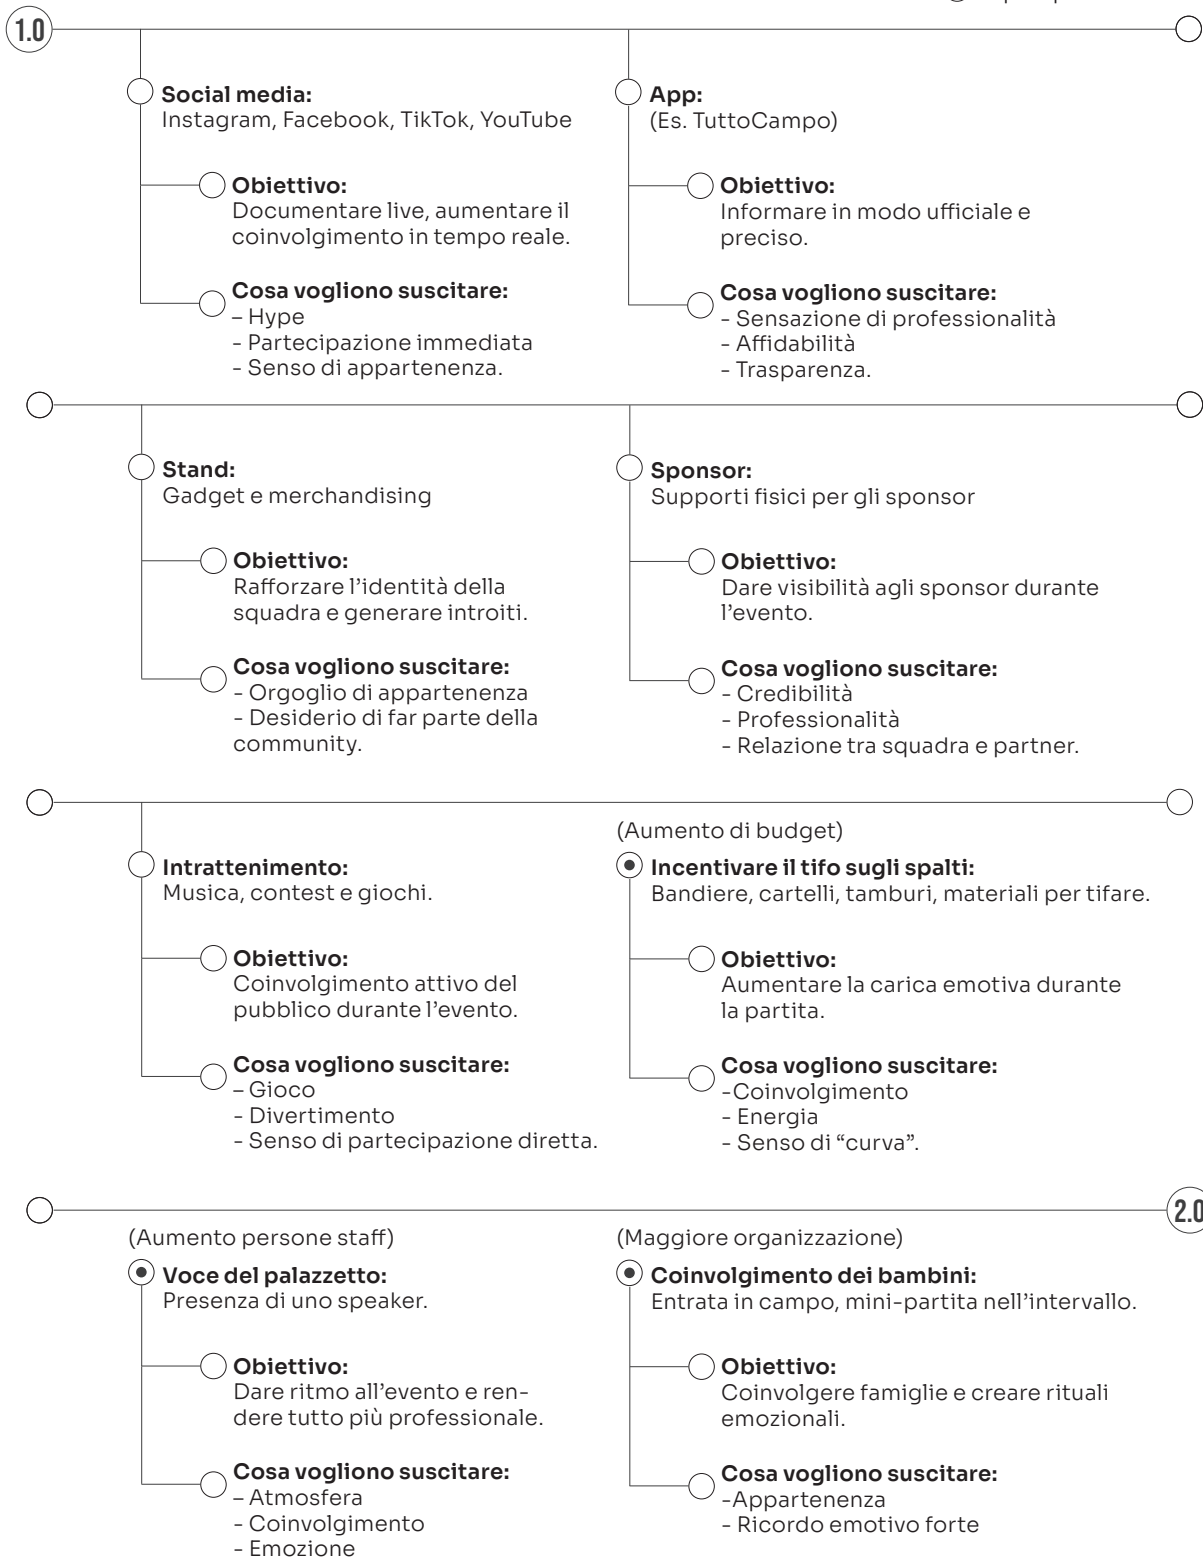 1.0
Social media:
Instagram, Facebook, TikTok, YouTube
Obiettivo:
Documentare live, aumentare il
coinvolgimento in tempo reale.
Cosa vogliono suscitare:
– Hype
- Partecipazione immediata
- Senso di appartenenza.
App:
(Es. TuttoCampo)
Obiettivo:
Informare in modo ufficiale e
preciso.
Cosa vogliono suscitare:
- Sensazione di professionalità
- Affidabilità
- Trasparenza.
Stand:
Gadget e merchandising
Obiettivo:
Rafforzare l'identità della
squadra e generare introiti.
Cosa vogliono suscitare:
- Orgoglio di appartenenza
- Desiderio di far parte della
community.
Sponsor:
Supporti fisici per gli sponsor
Obiettivo:
Dare visibilità agli sponsor durante
l'evento.
Cosa vogliono suscitare:
- Credibilità
- Professionalità
- Relazione tra squadra e partner.
Intrattenimento:
Musica, contest e giochi.
Obiettivo:
Coinvolgimento attivo del
pubblico durante l'evento.
Cosa vogliono suscitare:
– Gioco
- Divertimento
- Senso di partecipazione diretta.
(Aumento di budget)
Incentivare il tifo sugli spalti:
Bandiere, cartelli, tamburi, materiali per tifare.
Obiettivo:
Aumentare la carica emotiva durante
la partita.
Cosa vogliono suscitare:
-Coinvolgimento
- Energia
- Senso di “curva”.
2.0
(Aumento persone staff)
Voce del palazzetto:
Presenza di uno speaker.
Obiettivo:
Dare ritmo all'evento e ren-
dere tutto più professionale.
Cosa vogliono suscitare:
– Atmosfera
- Coinvolgimento
- Emozione
(Maggiore organizzazione)
Coinvolgimento dei bambini:
Entrata in campo, mini-partita nell'intervallo.
Obiettivo:
Coinvolgere famiglie e creare rituali
emozionali.
Cosa vogliono suscitare:
-Appartenenza
- Ricordo emotivo forte